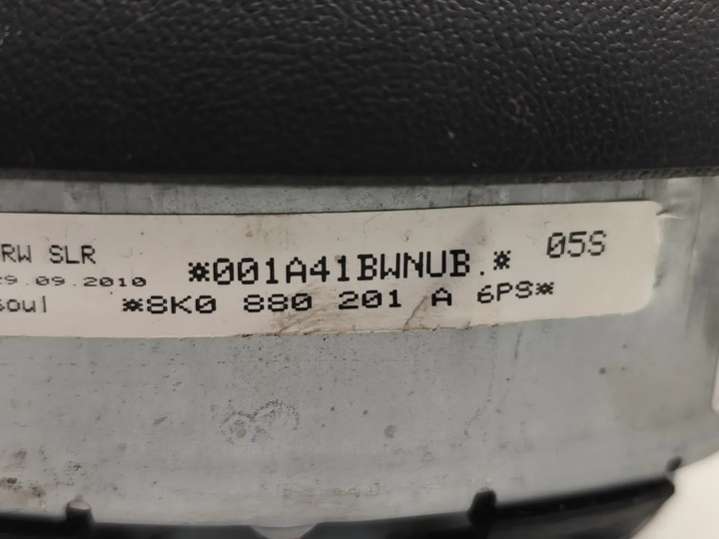 RW SLR
29.09.2010
soul
*001A41BWNUB.* 05S
*8K0 880 201 A 6PS*